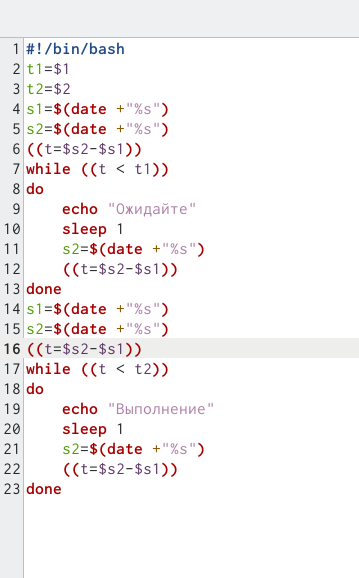 1 #!/bin/bash
2 t1=$1
3 t2=$2
4 s1=$(date +"%s")
5 s2=$(date +"%s")
6 ((t=$s2-$s1))
7 while ((t < t1))
8 do
9     echo "Ожидайте"
10     sleep 1
11     s2=$(date +"%s")
12     ((t=$s2-$s1))
13 done
14 s1=$(date +"%s")
15 s2=$(date +"%s")
16 ((t=$s2-$s1))
17 while ((t < t2))
18 do
19     echo "Выполнение"
20     sleep 1
21     s2=$(date +"%s")
22     ((t=$s2-$s1))
23 done